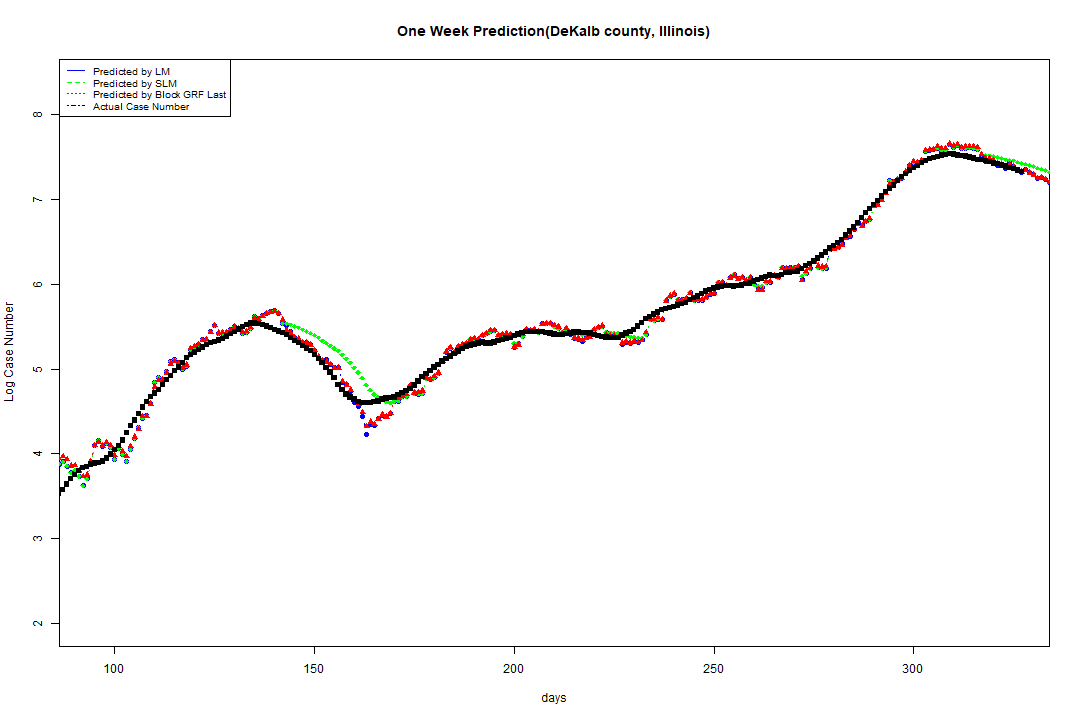 One Week Prediction(DeKalb county, Illinois)
Predicted by LM
Predicted by SLM
Predicted by Block GRF Last
Actual Case Number
8
7
6
5
4
3
2
Log Case Number
100 150 200 250 300
days